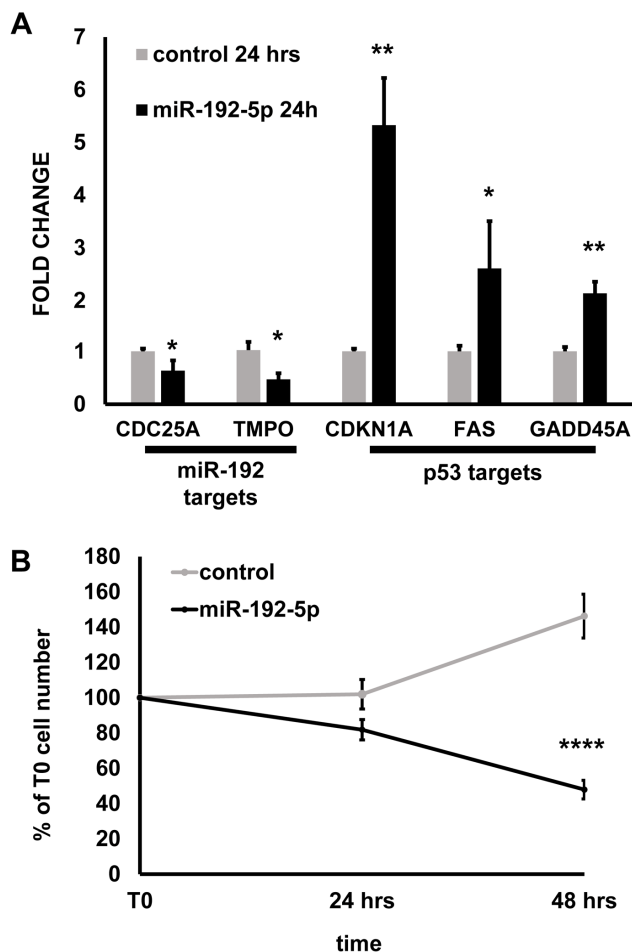 A
7
control 24 hrs
**
6
miR-192-5p 24h
5
4
*
3
**
2
*
*
1
0
FOLD CHANGE
CDC25A TMPO CDKN1A FAS GADD45A
miR-192
targets
p53 targets
B
180
control
160
miR-192-5p
140
120
100
80
****
60
40
20
0
% of T0 cell number
T0 24 hrs 48 hrs
time